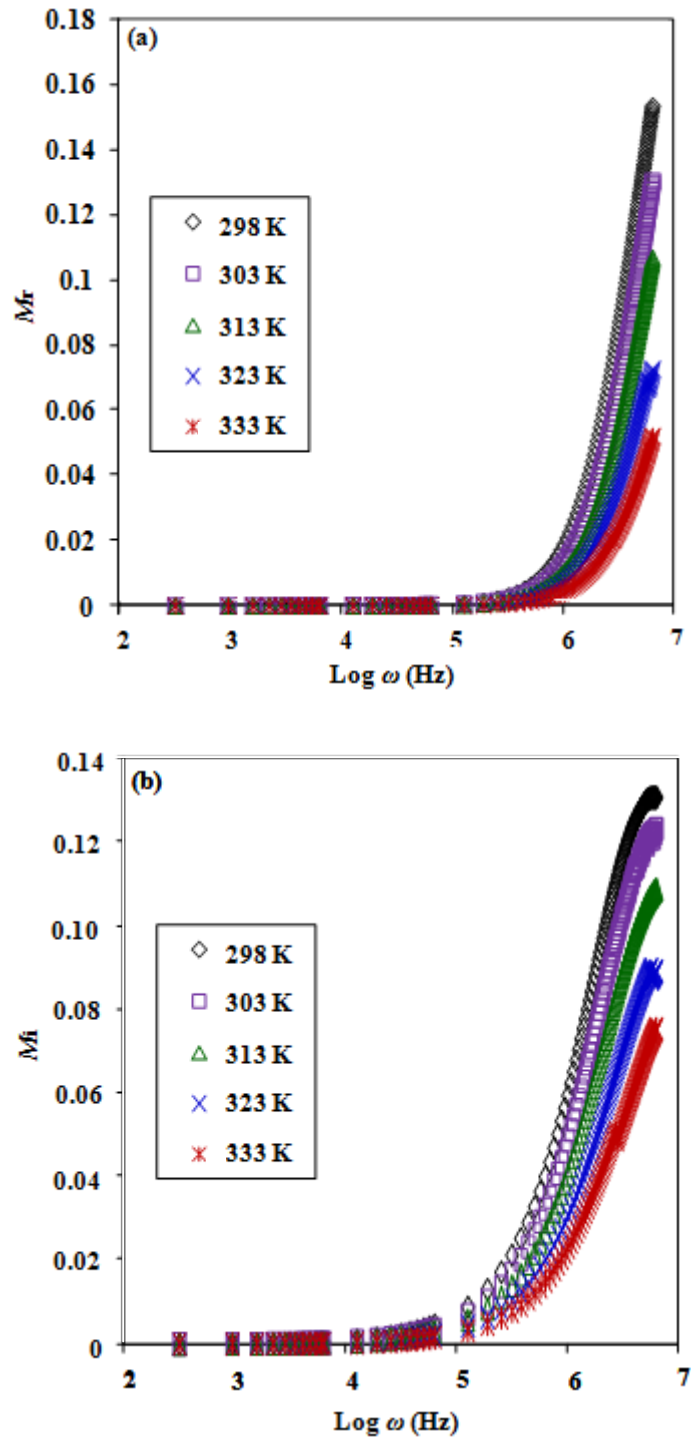 0.18
(a)
0.16
0.14
0.12
0.1
0.08
0.06
0.04
0.02
0
Mr
298 K
303 K
313 K
323 K
333 K
2 3 4 5 6 7
Log ω (Hz)
0.14
(b)
0.12
0.10
0.08
0.06
0.04
0.02
0
Mi
298 K
303 K
313 K
323 K
333 K
2 3 4 5 6 7
Log ω (Hz)